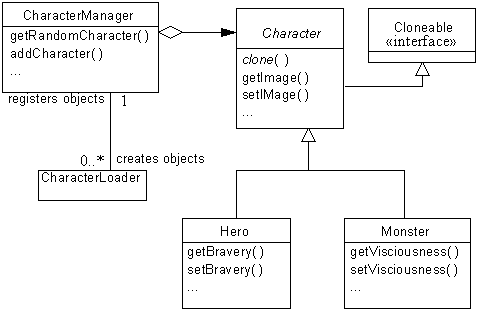 CharacterManager
getRandomCharacter( )
addCharacter( )
...
registers objects
1
0..*
creates objects
CharacterLoader
Character
clone( )
getImage( )
setIMage( )
...
Cloneable
«interface»
Hero
getBravery( )
setBravery( )
...
Monster
getVisciousness( )
setVisciousness( )
...